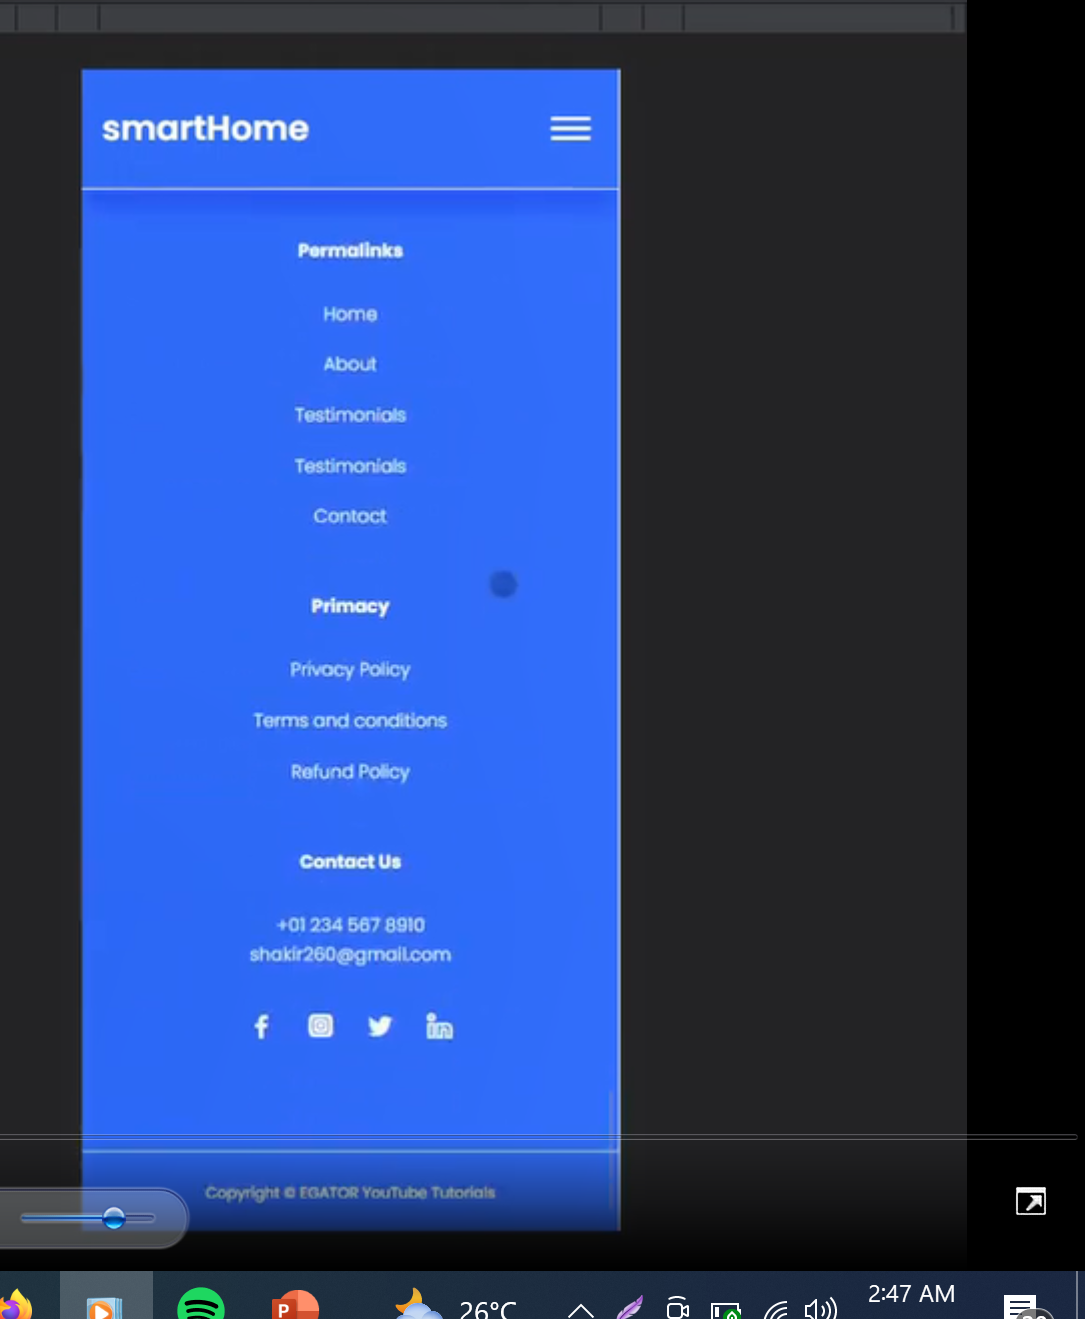 smartHome
Permalinks
Home
About
Testimonials
Testimonials
Contact
Primacy
Privacy Policy
Terms and conditions
Refund Policy
Contact Us
+01 234 567 8910
shakir260@gmail.com
Copyright © EGATOR YouTube Tutorials
26°C
2:47 AM